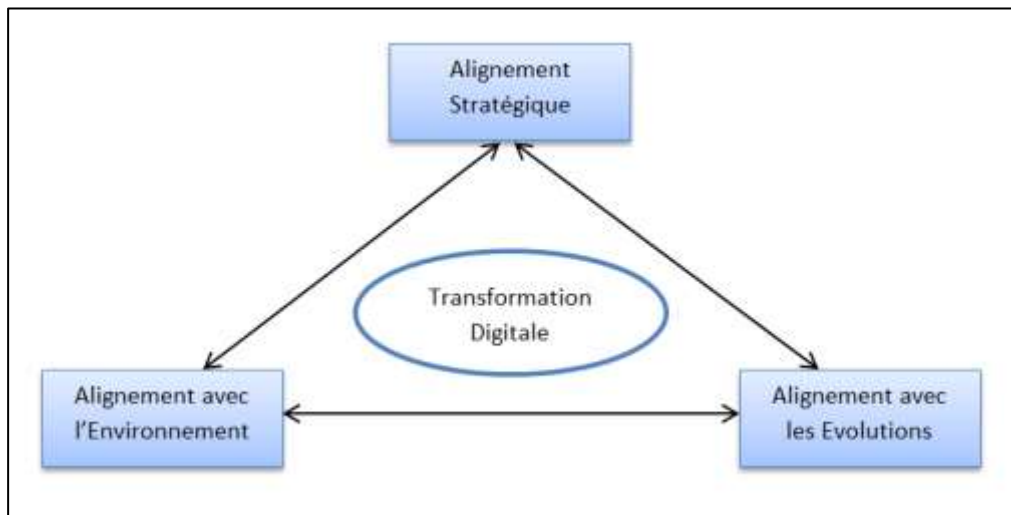 Alignement
Stratégique
Transformation
Digitale
Alignement avec
l'Environnement
Alignement avec
les Evolutions